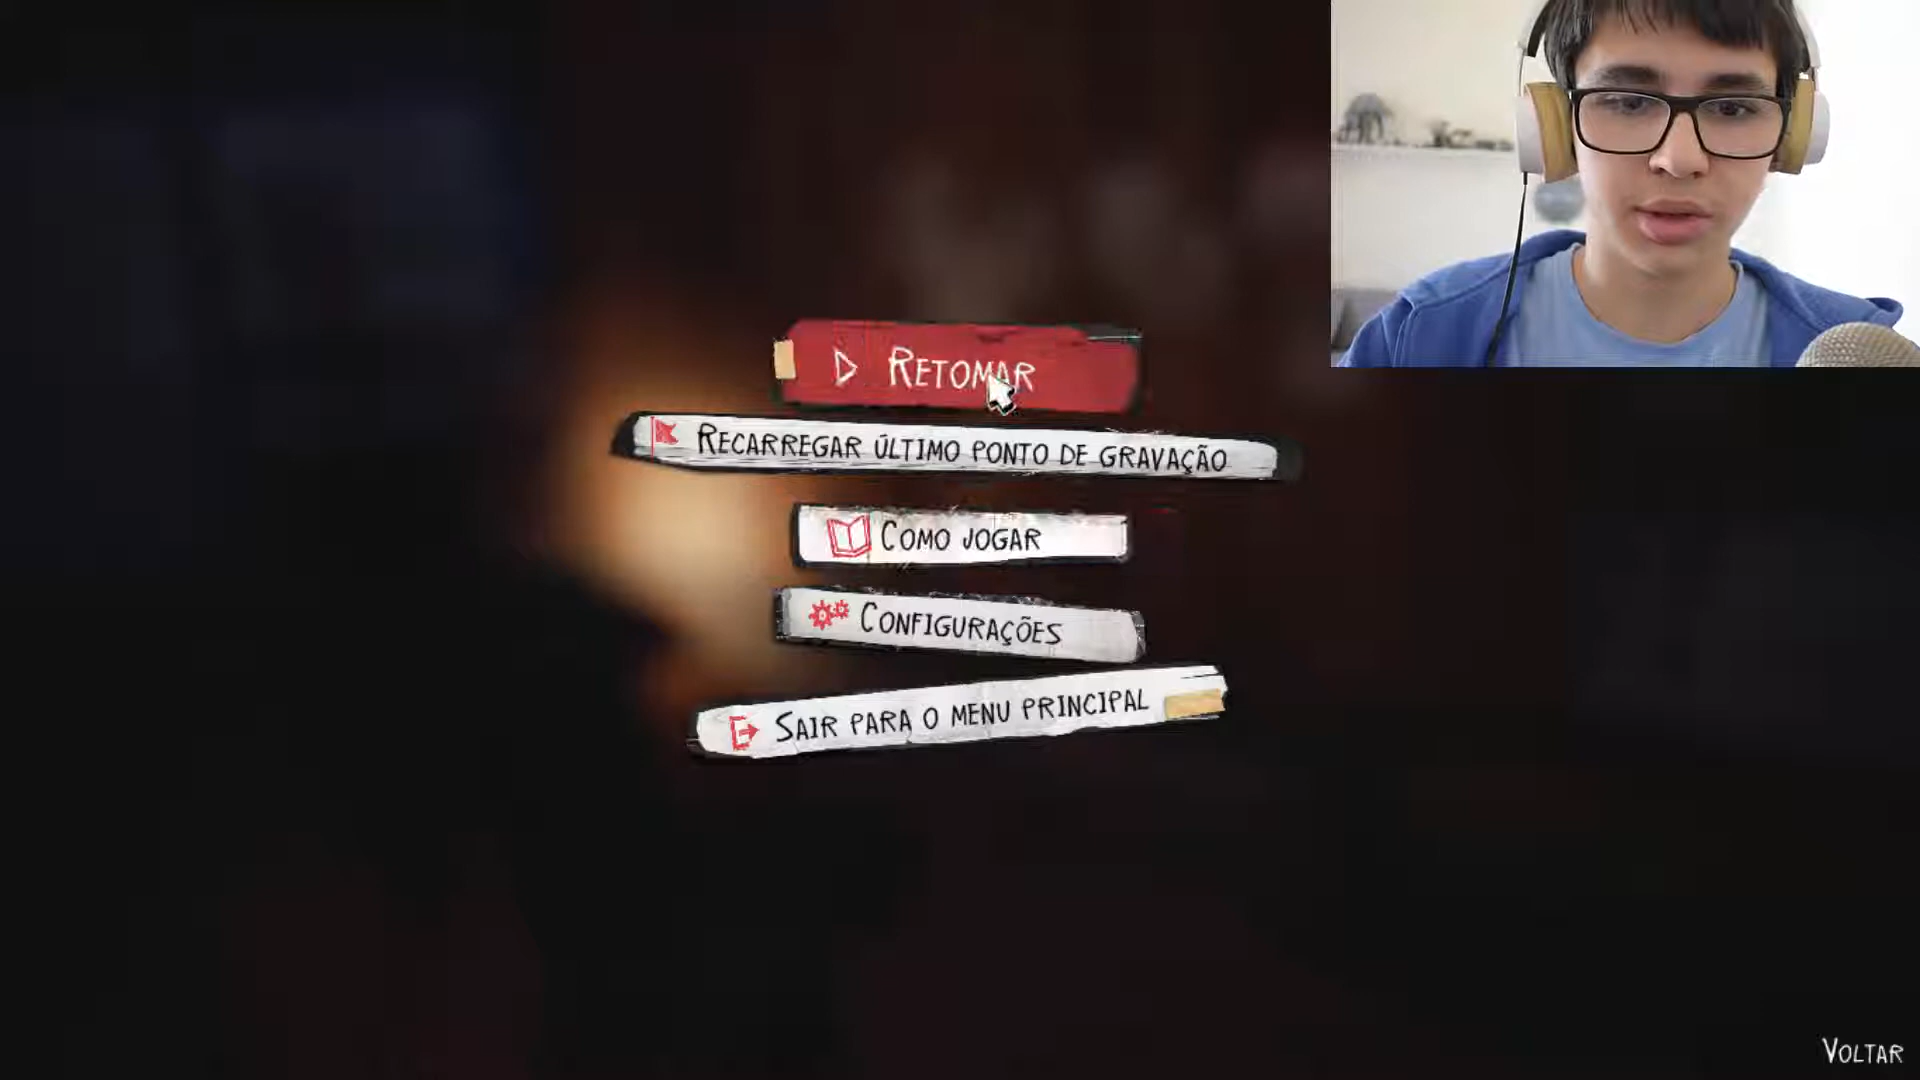 Retomar
Recarregar último ponto de gravação
Como jogar
Configurações
Sair para o menu principal
Voltar